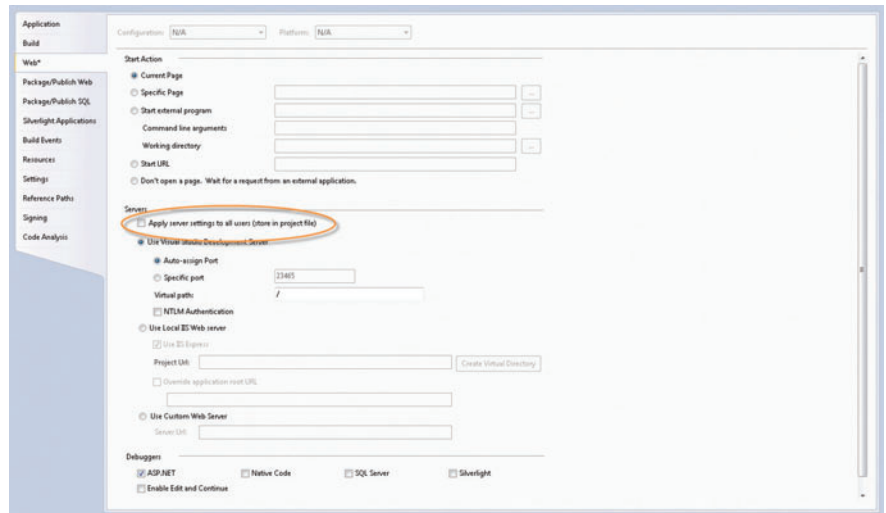 Application
Build
Web*
Package/Publish Web
Package/Publish SQL
Silverlight Applications
Build Events
Resources
Settings
Reference Paths
Signing
Code Analysis
Configuration: N/A Platform: N/A
Start Action
Current Page
Specific Page ...
Start external program ...
Command line arguments
Working directory ...
Start URL
Don't open a page. Wait for a request from an external application.
Servers
Apply server settings to all users (store in project file)
Use Visual Studio Development Server
Auto-assign Port
Specific port 23465
Virtual path: /
NTLM Authentication
Use Local IIS Web server
Use IIS Express
Project Url: Create Virtual Directory
Override application root URL
Use Custom Web Server
Server Url:
Debuggers
ASP.NET Native Code SQL Server Silverlight
Enable Edit and Continue